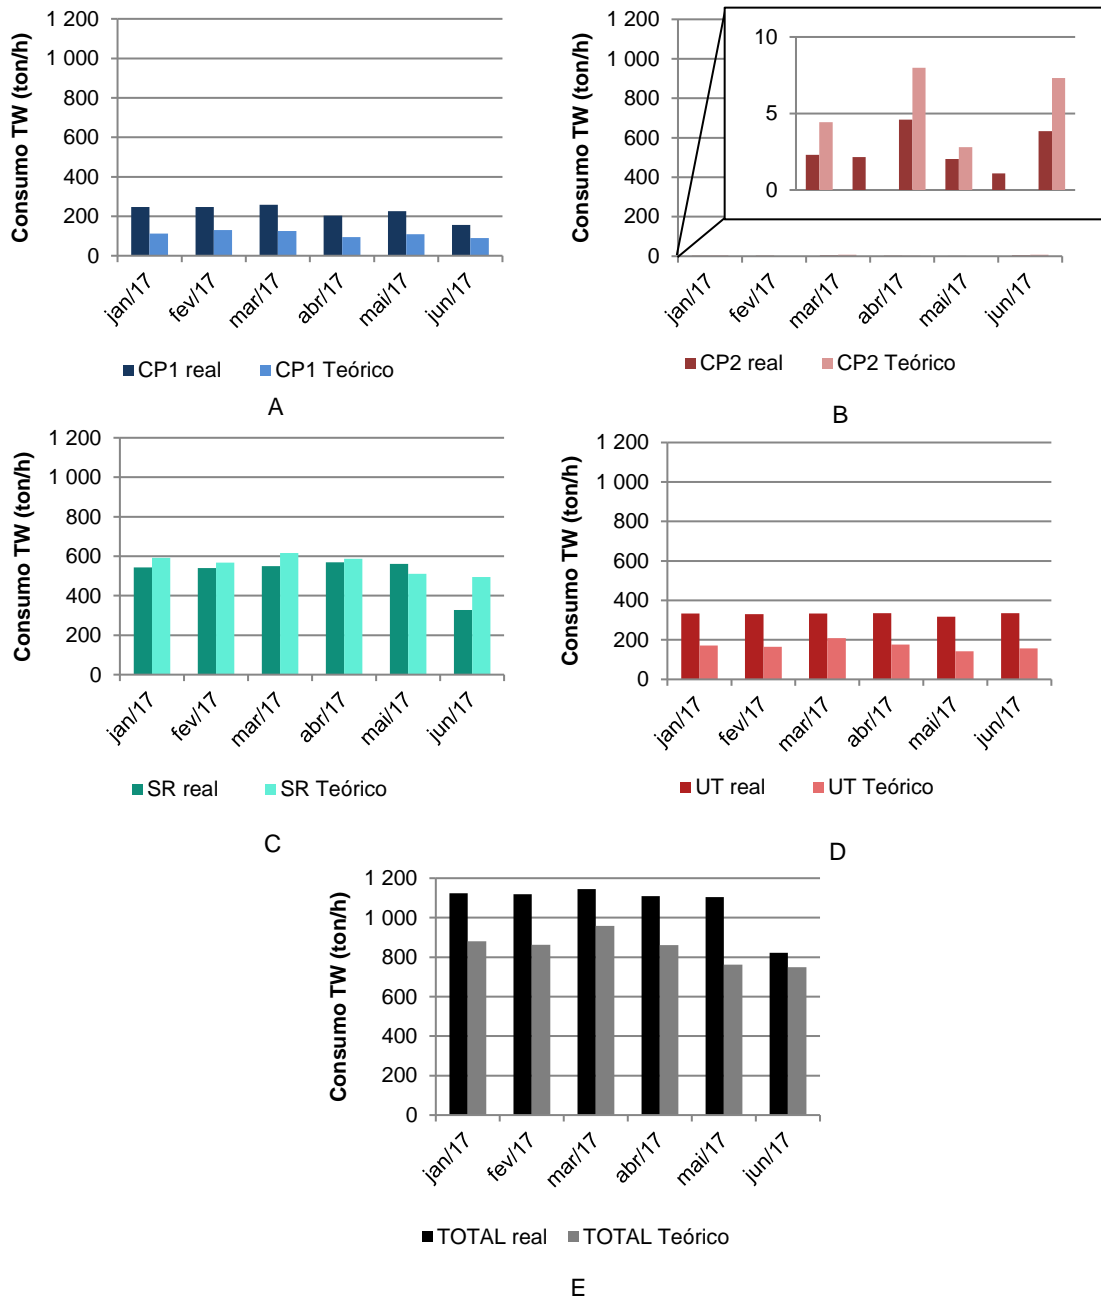 Consumo TW (ton/h)
1 200
1 000
800
600
400
200
0
jan/17
fev/17
mar/17
abr/17
mai/17
jun/17
CP1 real
CP1 Teórico
A
Consumo TW (ton/h)
1 200
1 000
800
600
400
200
0
10
5
0
jan/17
fev/17
mar/17
abr/17
mai/17
jun/17
CP2 real
CP2 Teórico
B
Consumo TW (ton/h)
1 200
1 000
800
600
400
200
0
jan/17
fev/17
mar/17
abr/17
mai/17
jun/17
SR real
SR Teórico
C
Consumo TW (ton/h)
1 200
1 000
800
600
400
200
0
jan/17
fev/17
mar/17
abr/17
mai/17
jun/17
UT real
UT Teórico
D
Consumo TW (ton/h)
1 200
1 000
800
600
400
200
0
jan/17
fev/17
mar/17
abr/17
mai/17
jun/17
TOTAL real
TOTAL Teórico
E